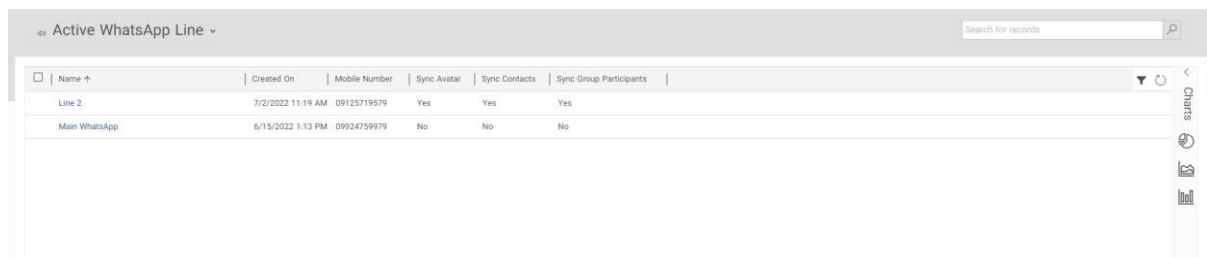 Active WhatsApp Line
Search for records
Name Created On Mobile Number Sync Avatar Sync Contacts Sync Group Participants
Line 2 7/2/2022 11:19 AM 09125719579 Yes Yes Yes
Main WhatsApp 6/15/2022 1:13 PM 09924759979 No No No
Charts